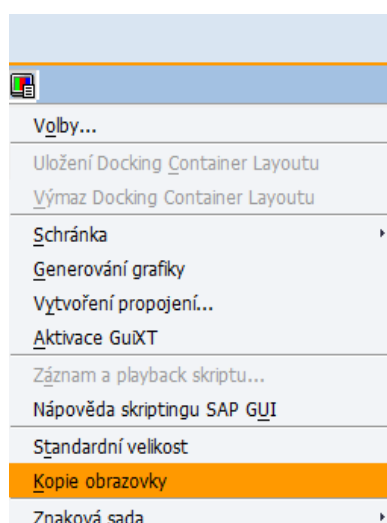 Volby...
Uložení Docking Container Layoutu
Výmaz Docking Container Layoutu
Schránka
Generování grafiky
Vytvoření propojení...
Aktivace GuiXT
Záznam a playback skriptu...
Nápověda skriptingu SAP GUI
Standardní velikost
Kopie obrazovky
Znaková sada